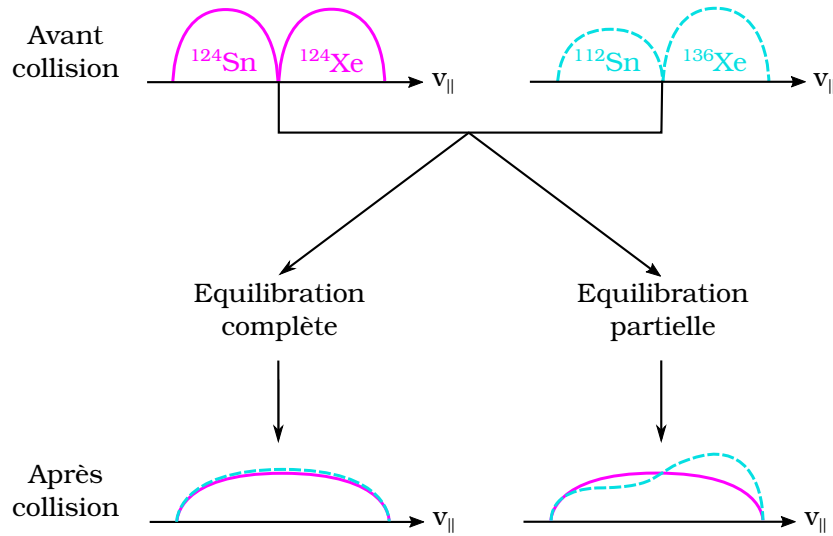 Avant
collision
¹²⁴Sn ¹²⁴Xe
v||
¹¹²Sn ¹³⁶Xe
v||
Equilibration
complète
Equilibration
partielle
Après
collision
v||
v||